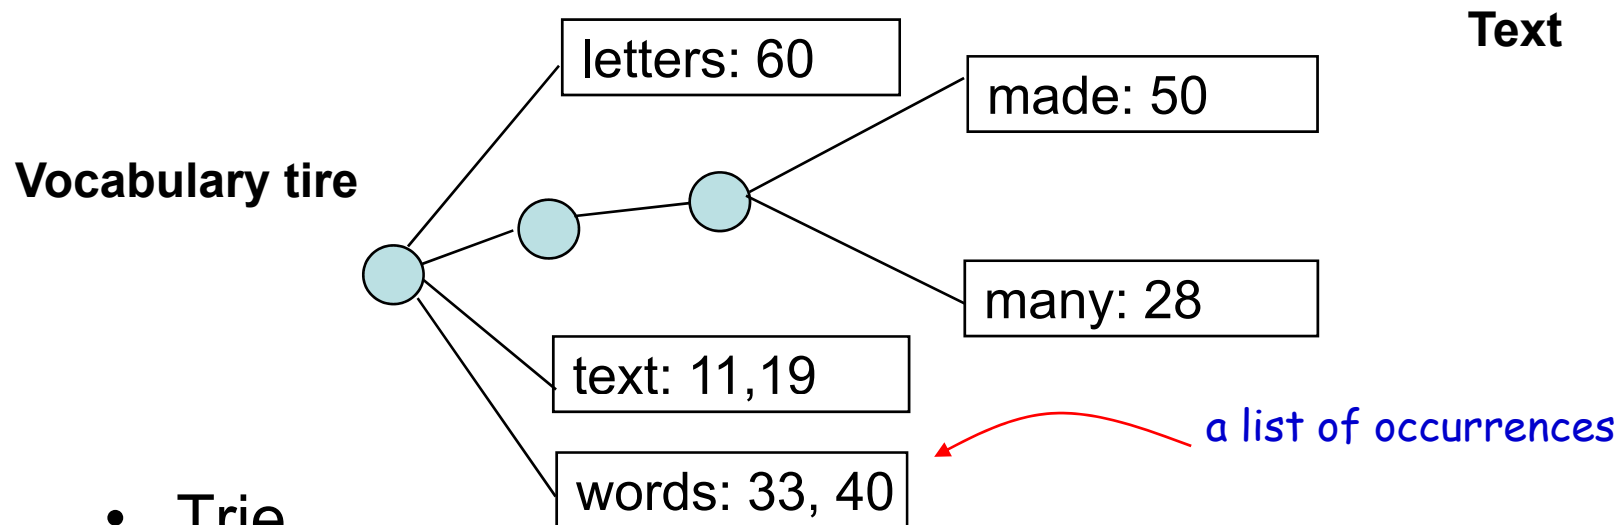 Text
letters: 60
made: 50
Vocabulary tire
many: 28
text: 11,19
a list of occurrences
words: 33, 40
• Trie